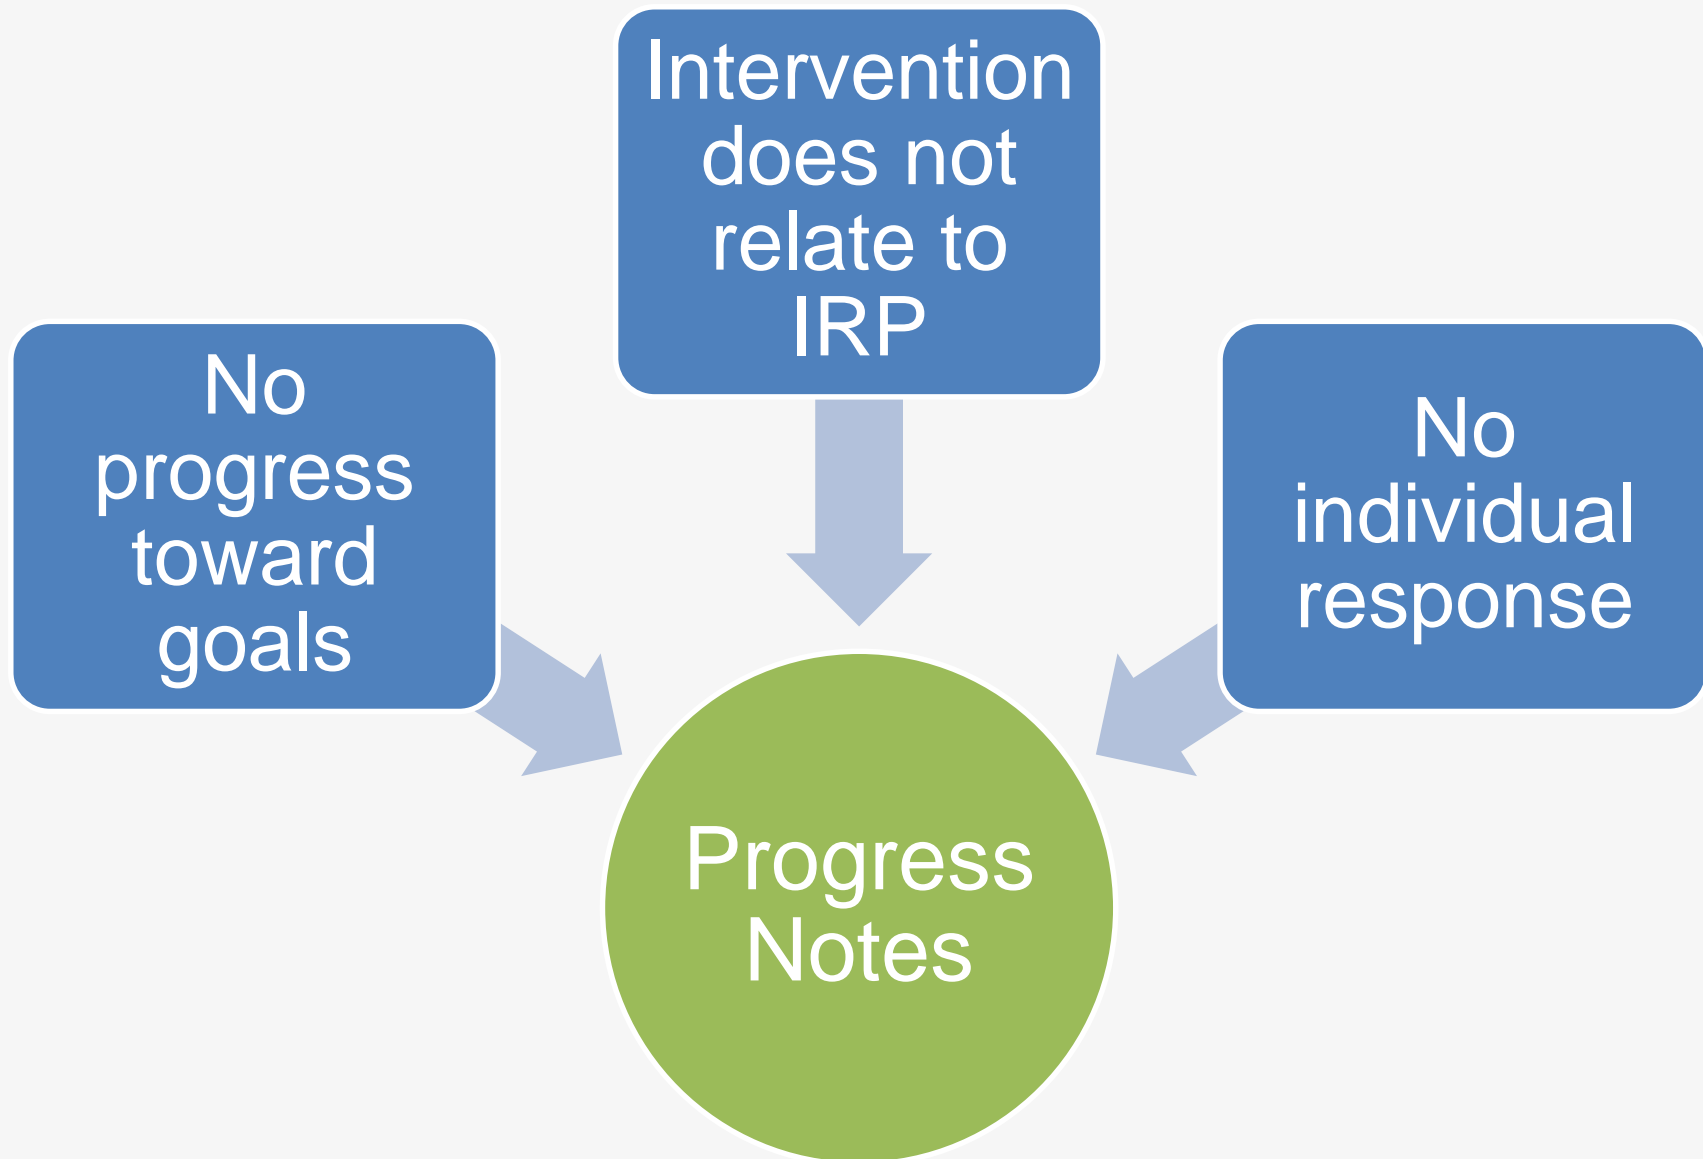 Intervention
does not
relate to
IRP
No
progress
toward
goals
No
individual
response
Progress
Notes